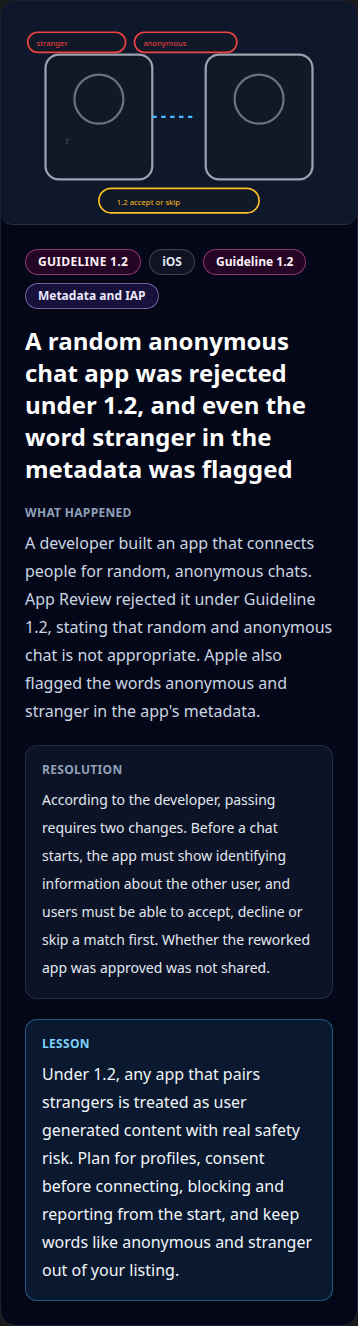 stranger
anonymous
?
1.2 accept or skip
GUIDELINE 1.2
iOS
Guideline 1.2
Metadata and IAP
A random anonymous
chat app was rejected
under 1.2, and even the
word stranger in the
metadata was flagged
WHAT HAPPENED
A developer built an app that connects
people for random, anonymous chats.
App Review rejected it under Guideline
1.2, stating that random and anonymous
chat is not appropriate. Apple also
flagged the words anonymous and
stranger in the app's metadata.
RESOLUTION
According to the developer, passing
requires two changes. Before a chat
starts, the app must show identifying
information about the other user, and
users must be able to accept, decline or
skip a match first. Whether the reworked
app was approved was not shared.
LESSON
Under 1.2, any app that pairs
strangers is treated as user
generated content with real safety
risk. Plan for profiles, consent
before connecting, blocking and
reporting from the start, and keep
words like anonymous and stranger
out of your listing.